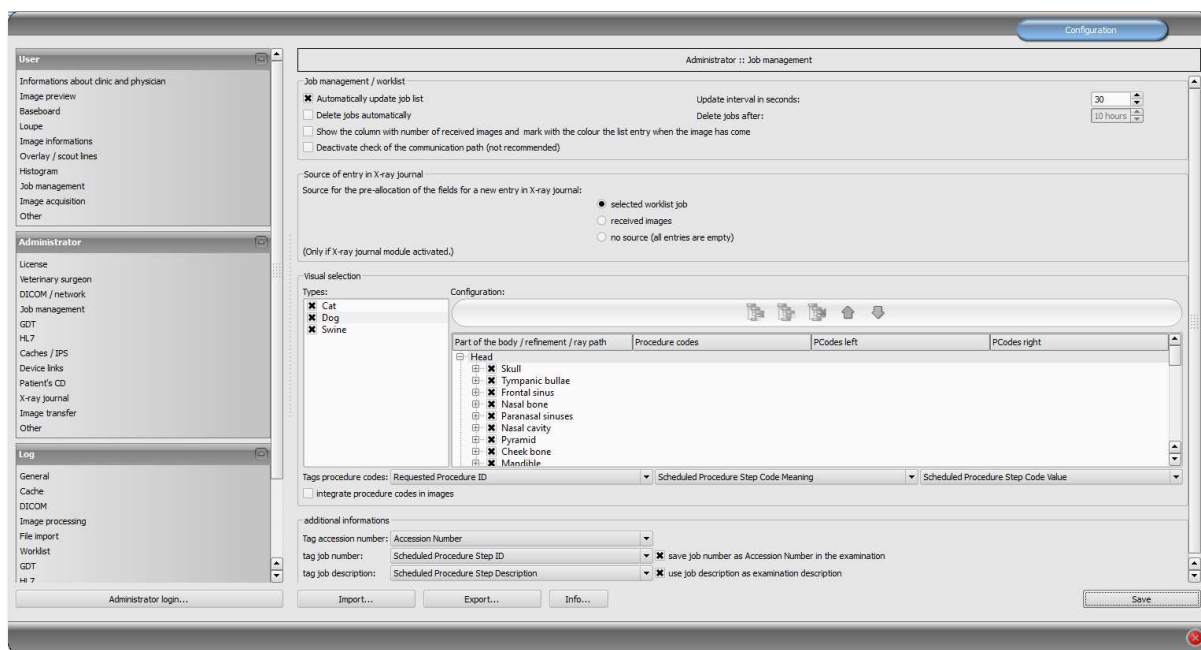 Configuration
User
Informations about clinic and physician
Image preview
Baseboard
Loupe
Image informations
Overlay / scout lines
Histogram
Job management
Image acquisition
Other
Administrator
License
Veterinary surgeon
DICOM / network
Job management
GDT
HL7
Caches / IPS
Device links
Patient's CD
X-ray journal
Image transfer
Other
Log
General
Cache
DICOM
Image processing
File import
Worklist
GDT
HL7
Administrator login...
Administrator :: Job management
Job management / worklist
Automatically update job list Update interval in seconds: 30
Delete jobs automatically Delete jobs after: 10 hours
Show the column with number of received images and mark with the colour the list entry when the image has come
Deactivate check of the communication path (not recommended)
Source of entry in X-ray journal
Source for the pre-allocation of the fields for a new entry in X-ray journal:
selected worklist job
received images
no source (all entries are empty)
(Only if X-ray journal module activated.)
Visual selection
Types: Configuration:
Cat
Dog
Swine
Part of the body / refinement / ray path Procedure codes PCodes left PCodes right
Head
Skull
Tympanic bullae
Frontal sinus
Nasal bone
Paranasal sinuses
Nasal cavity
Pyramid
Cheek bone
Mandible
Tags procedure codes: Requested Procedure ID Scheduled Procedure Step Code Meaning Scheduled Procedure Step Code Value
integrate procedure codes in images
additional informations
Tag accession number: Accession Number
tag job number: Scheduled Procedure Step ID save job number as Accession Number in the examination
tag job description: Scheduled Procedure Step Description use job description as examination description
Import... Export... Info... Save